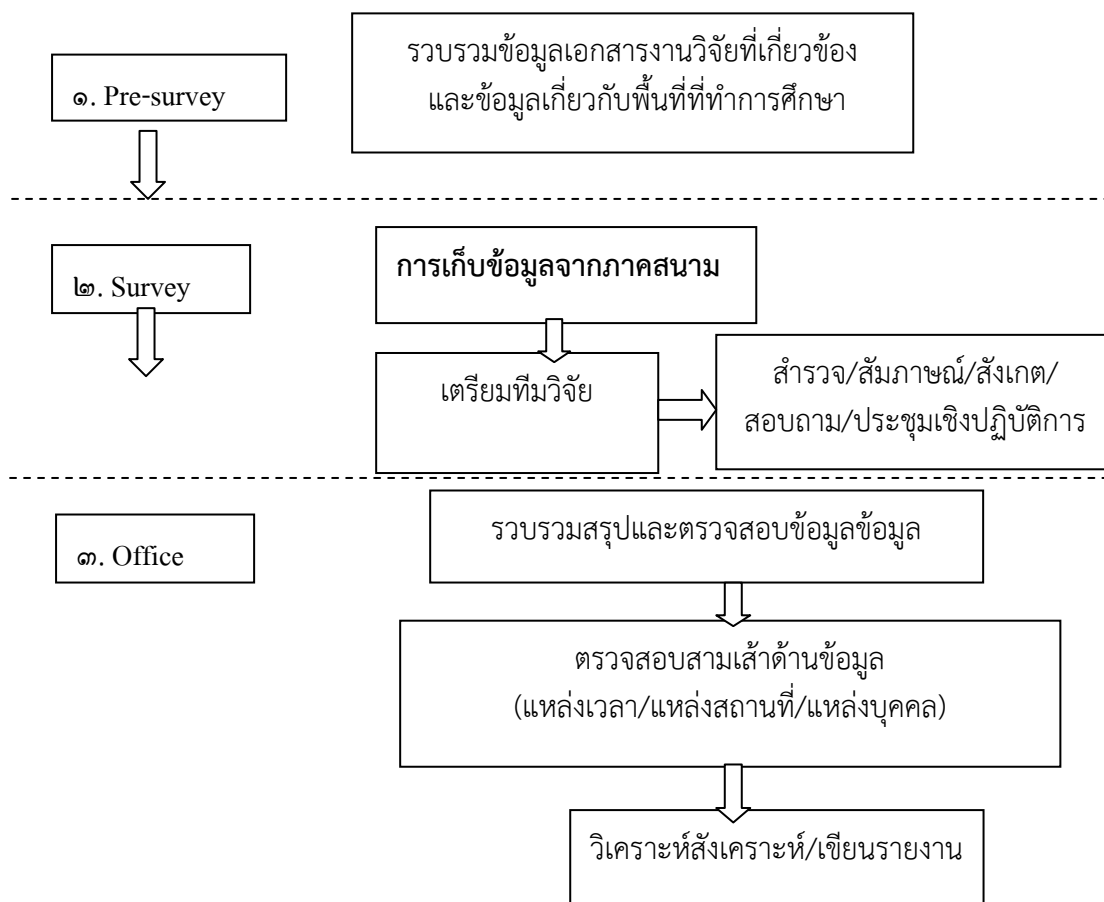 ๑. Pre-survey
รวบรวมข้อมูลเอกสารงานวิจัยที่เกี่ยวข้อง
และข้อมูลเกี่ยวกับพื้นที่ที่ทำการศึกษา
๒. Survey
การเก็บข้อมูลจากภาคสนาม
เตรียมทีมวิจัย
สำรวจ/สัมภาษณ์/สังเกต/
สอบถาม/ประชุมเชิงปฏิบัติการ
๓. Office
รวบรวมสรุปและตรวจสอบข้อมูลข้อมูล
ตรวจสอบสามเส้าด้านข้อมูล
(แหล่งเวลา/แหล่งสถานที่/แหล่งบุคคล)
วิเคราะห์สังเคราะห์/เขียนรายงาน